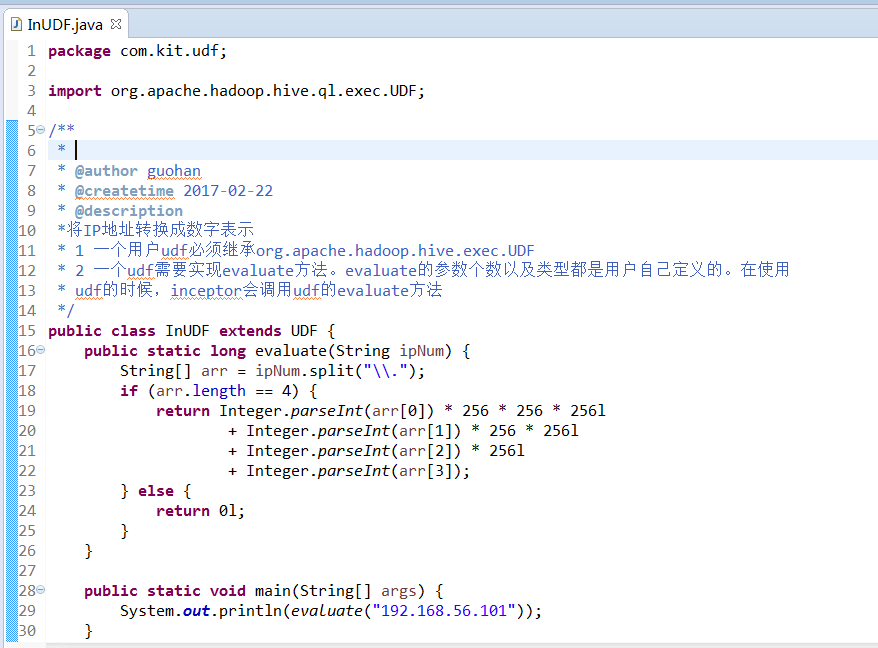 InUDF.java
1 package com.kit.udf;
2
3 import org.apache.hadoop.hive.ql.exec.UDF;
4
5 /**
6  *
7  * @author guohan
8  * @createtime 2017-02-22
9  * @description
10  *将IP地址转换成数字表示
11  * 1 一个用户udf必须继承org.apache.hadoop.hive.exec.UDF
12  * 2 一个udf需要实现evaluate方法。evaluate的参数个数以及类型都是用户自己定义的。在使用
13  * udf的时候，inceptor会调用udf的evaluate方法
14  */
15 public class InUDF extends UDF {
16     public static long evaluate(String ipNum) {
17         String[] arr = ipNum.split("\\.");
18         if (arr.length == 4) {
19             return Integer.parseInt(arr[0]) * 256 * 256 * 256l
20                     + Integer.parseInt(arr[1]) * 256 * 256l
21                     + Integer.parseInt(arr[2]) * 256l
22                     + Integer.parseInt(arr[3]);
23         } else {
24             return 0l;
25         }
26     }
27
28     public static void main(String[] args) {
29         System.out.println(evaluate("192.168.56.101"));
30     }